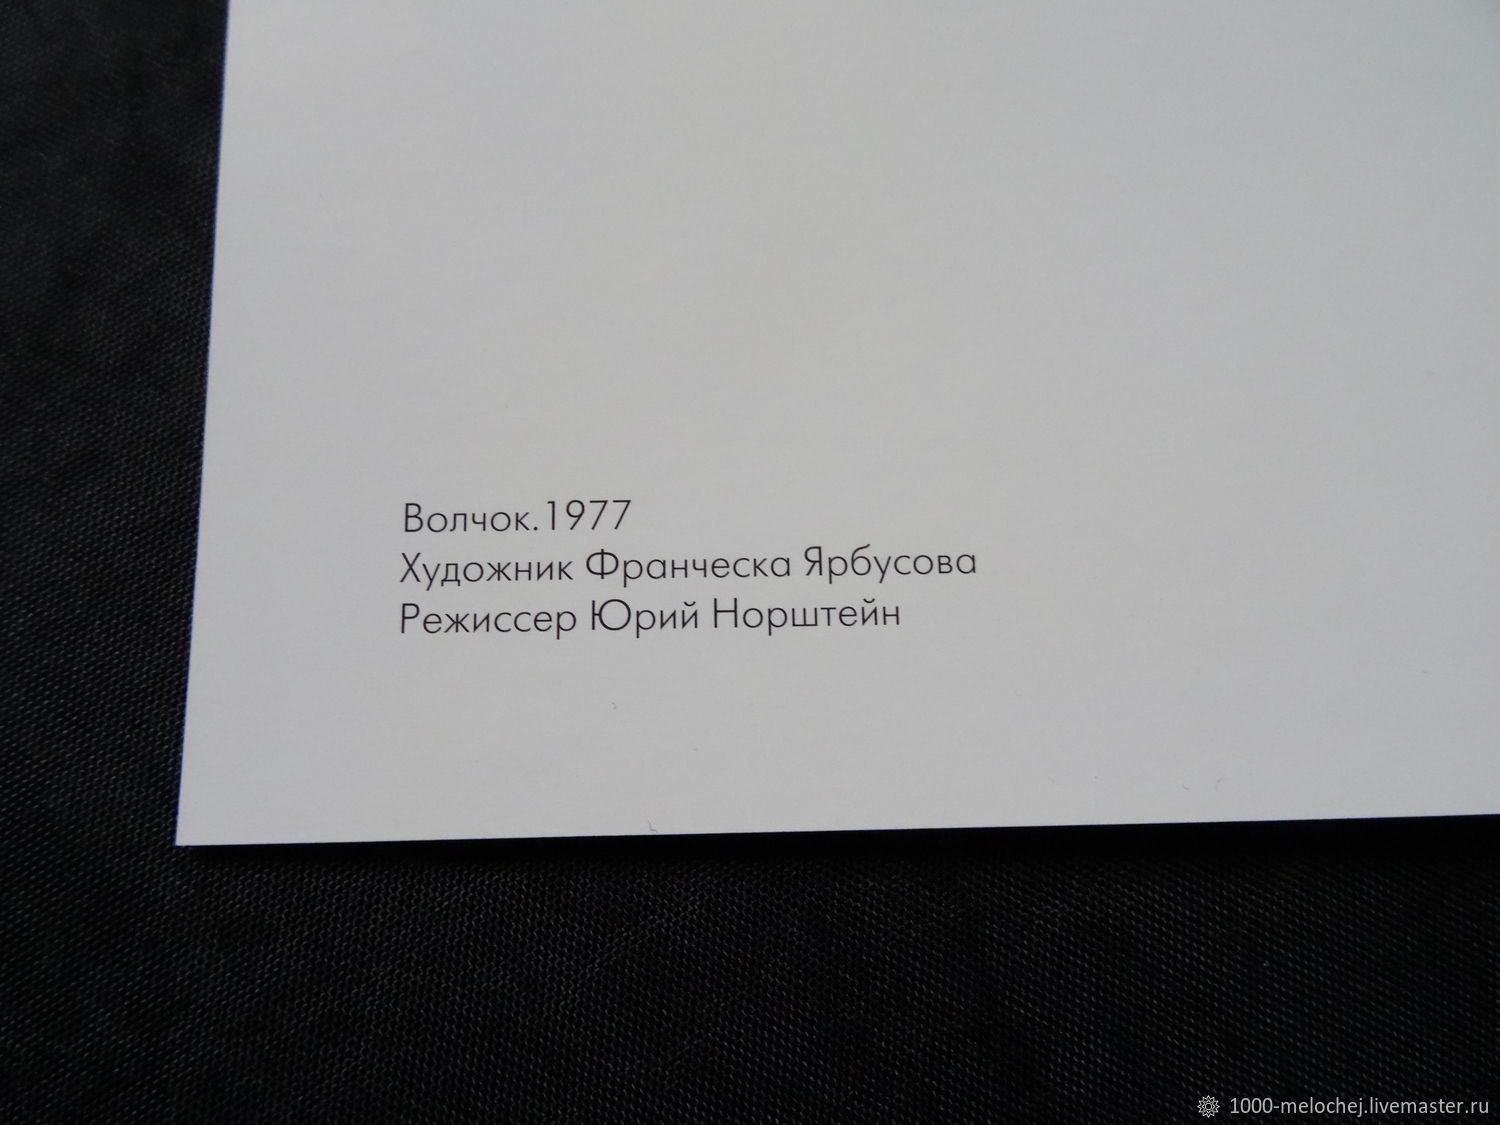 Волчок.1977
Художник Франческа Ярбусова
Режиссер Юрий Норштейн
1000-melochej.livemaster.ru